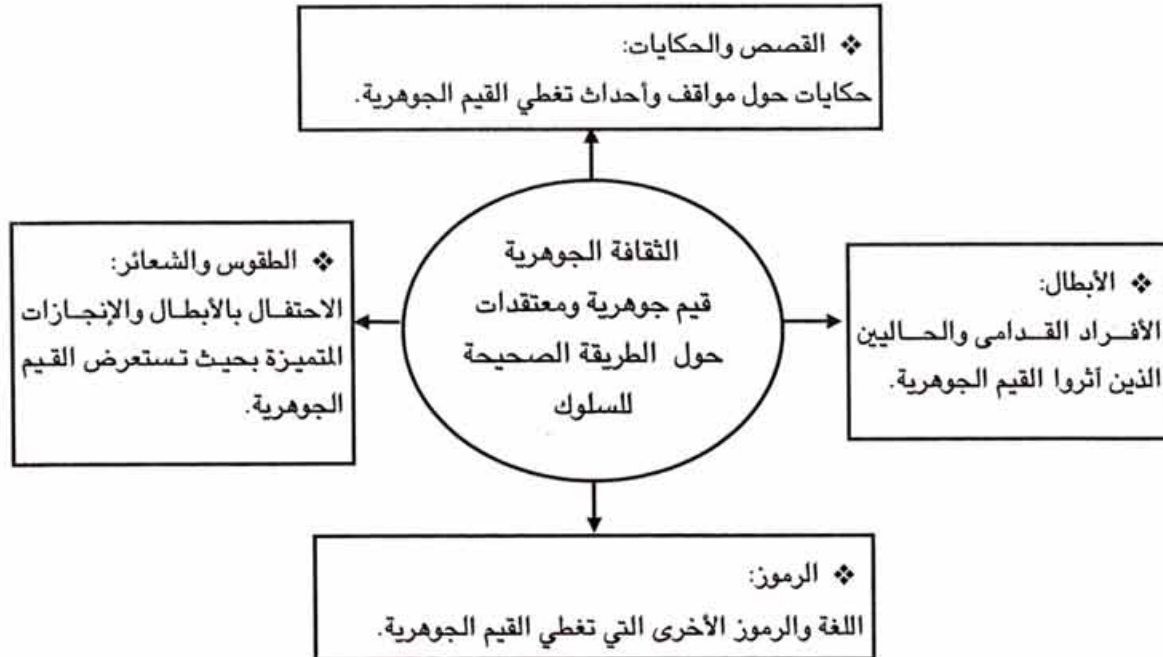 ❖ القصص والحكايات:
حكايات حول مواقف وأحداث تغطي القيم الجوهرية.
الثقافة الجوهرية
قيم جوهرية ومعتقدات
حول الطريقة الصحيحة
للسلوك
❖ الأبطال:
الأفراد القدامى والحاليين
الذين أثروا القيم الجوهرية.
❖ الطقوس والشعائر:
الاحتفال بالأبطال والإنجازات
المتميزة بحيث تستعرض القيم
الجوهرية.
❖ الرموز:
اللغة والرموز الأخرى التي تغطي القيم الجوهرية.